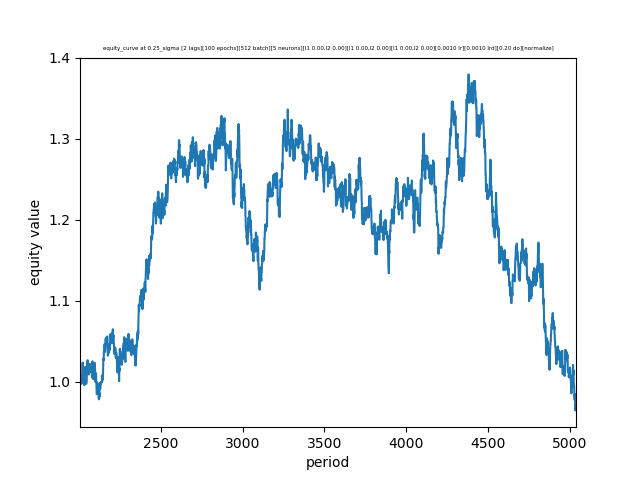 equity_curve at 0.25_sigma [2 lags][100 epochs][512 batch][5 neurons][l1 0.00,l2 0.00][l1 0.00,l2 0.00][l1 0.00,l2 0.00][0.0010 lr][0.0010 lrd][0.20 do][normalize]
1.4
1.3
1.2
1.1
1.0
equity value
2500 3000 3500 4000 4500 5000
period